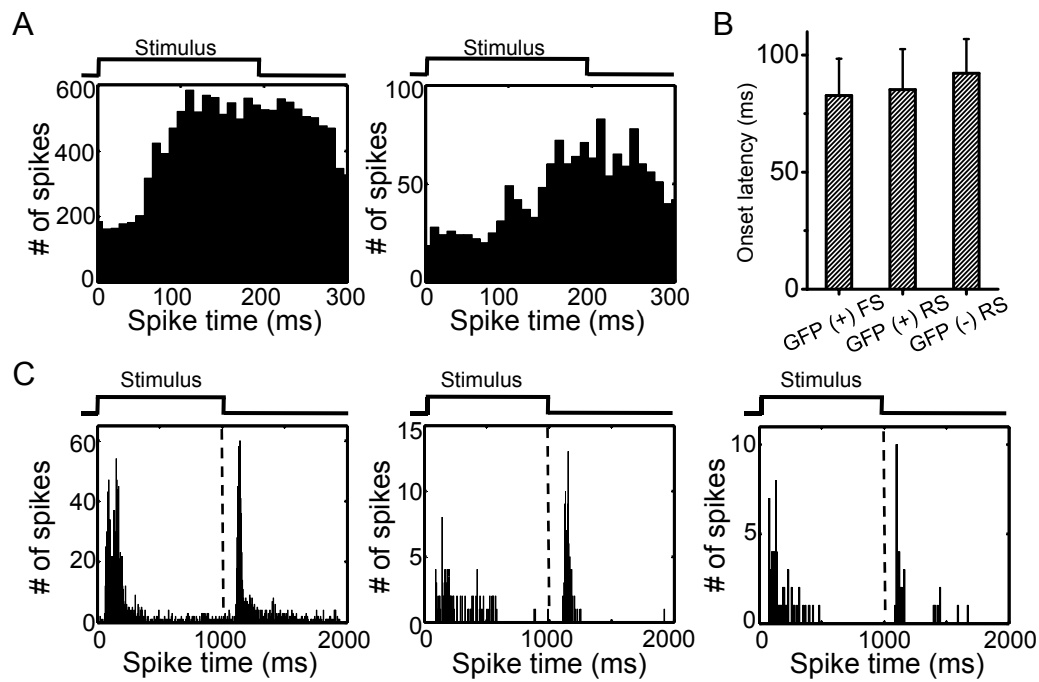 A
Stimulus
600
400
200
0
# of spikes
0 100 200 300
Spike time (ms)
Stimulus
100
50
0
# of spikes
0 100 200 300
Spike time (ms)
B
100
50
0
Onset latency (ms)
GFP (+) FS
GFP (+) RS
GFP (-) RS
C
Stimulus
60
40
20
0
# of spikes
0 1000 2000
Spike time (ms)
Stimulus
15
10
5
0
# of spikes
0 1000 2000
Spike time (ms)
Stimulus
10
5
0
# of spikes
0 1000 2000
Spike time (ms)